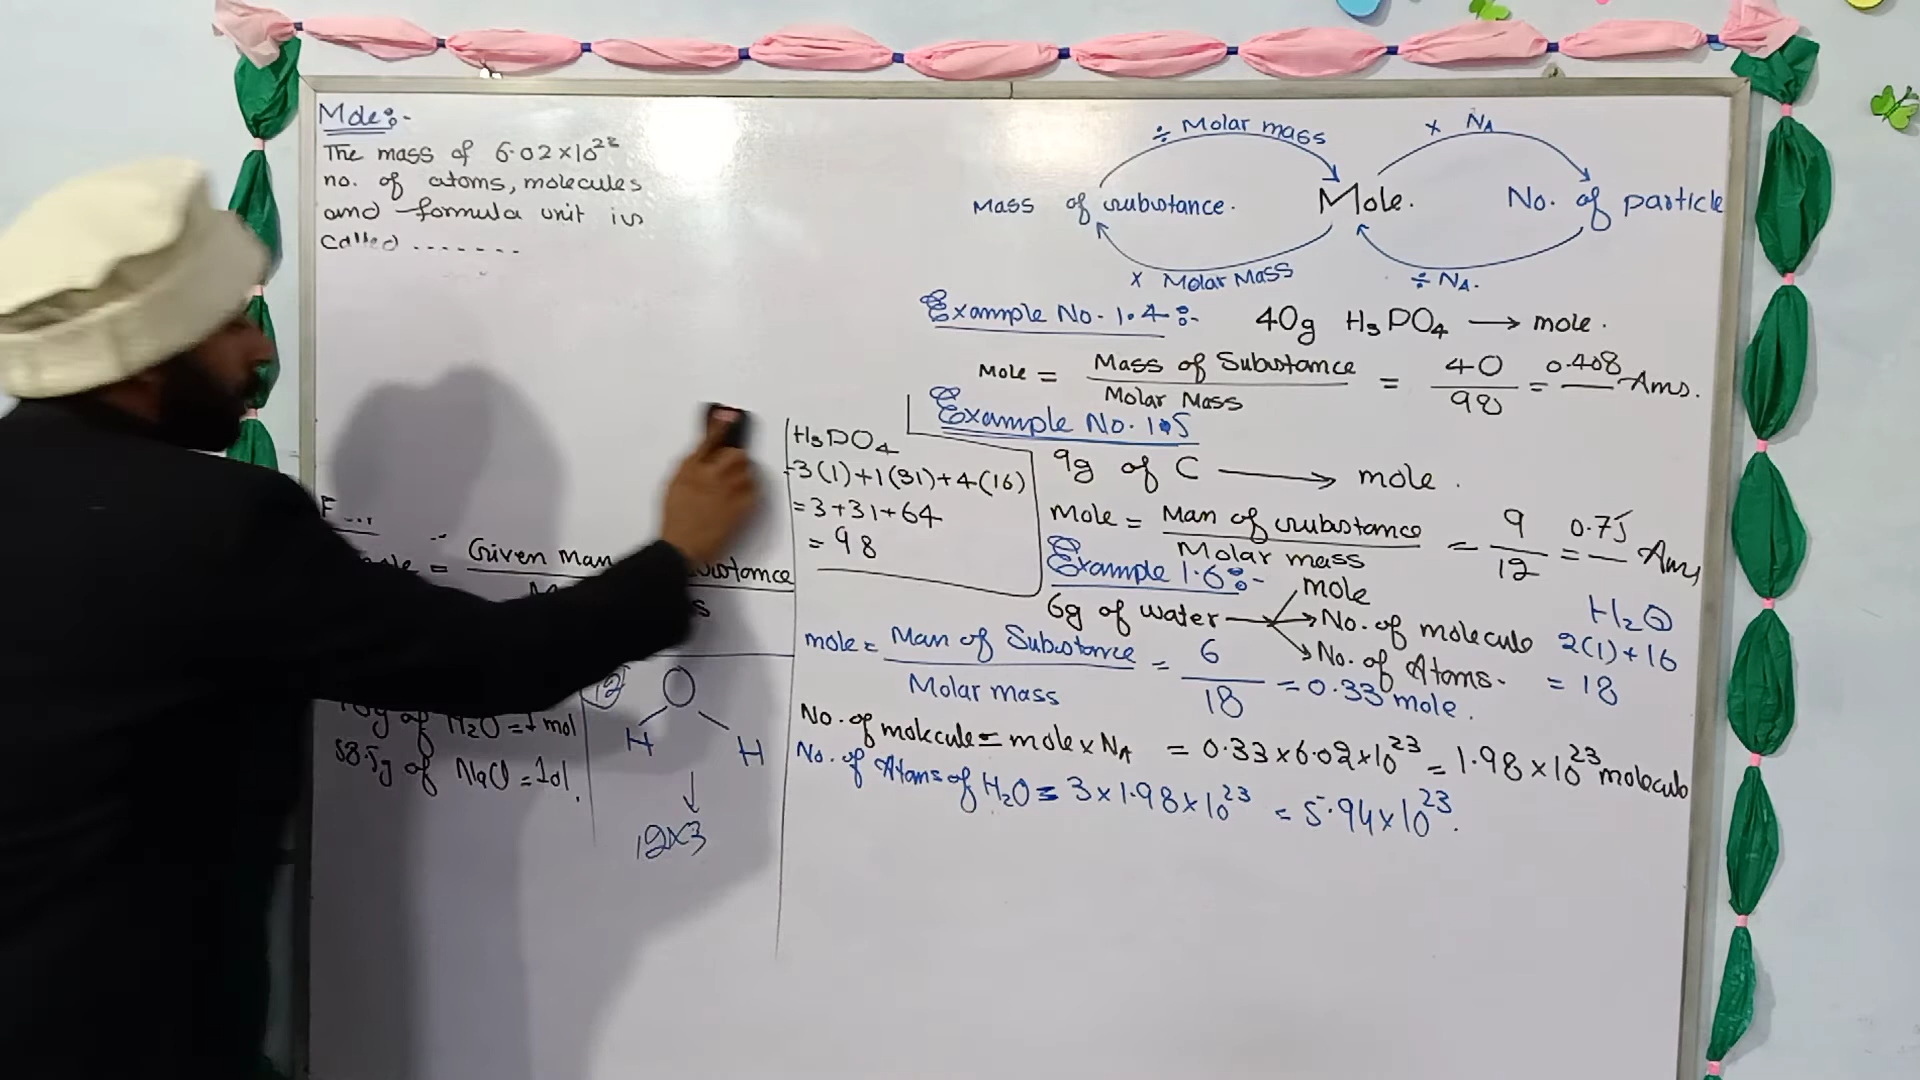 Mole:-
The mass of 6.02×10²³
no. of atoms, molecules
and formula unit is
called .......
= Given Mass
H₂O = 1 mol
58.5g of NaCl = 1ol.
12
O
H H
12×3
÷ Molar mass
× NA
Mass of substance. Mole. No. of particle
× Molar Mass
÷ NA.
Example No. 1.4:- 40g H₃PO₄ → mole.
Mole = Mass of Substance / Molar Mass = 40 / 98 = 0.408 Ans.
H₃PO₄
=3(1)+1(31)+4(16)
=3+31+64
= 98
Example No. 1.5
9g of C → mole.
Mole = Mass of substance / Molar mass = 9 / 12 = 0.75 Ans
Example 1.6:-
6g of water → mole
→ No. of molecule
→ No. of Atoms.
H₂O
2(1)+16
= 18
mole = Mass of Substance / Molar mass = 6 / 18 = 0.33 mole.
No. of molecule = mole × NA = 0.33×6.02×10²³ = 1.98×10²³ molecule
No. of Atoms of H₂O = 3×1.98×10²³ = 5.94×10²³.